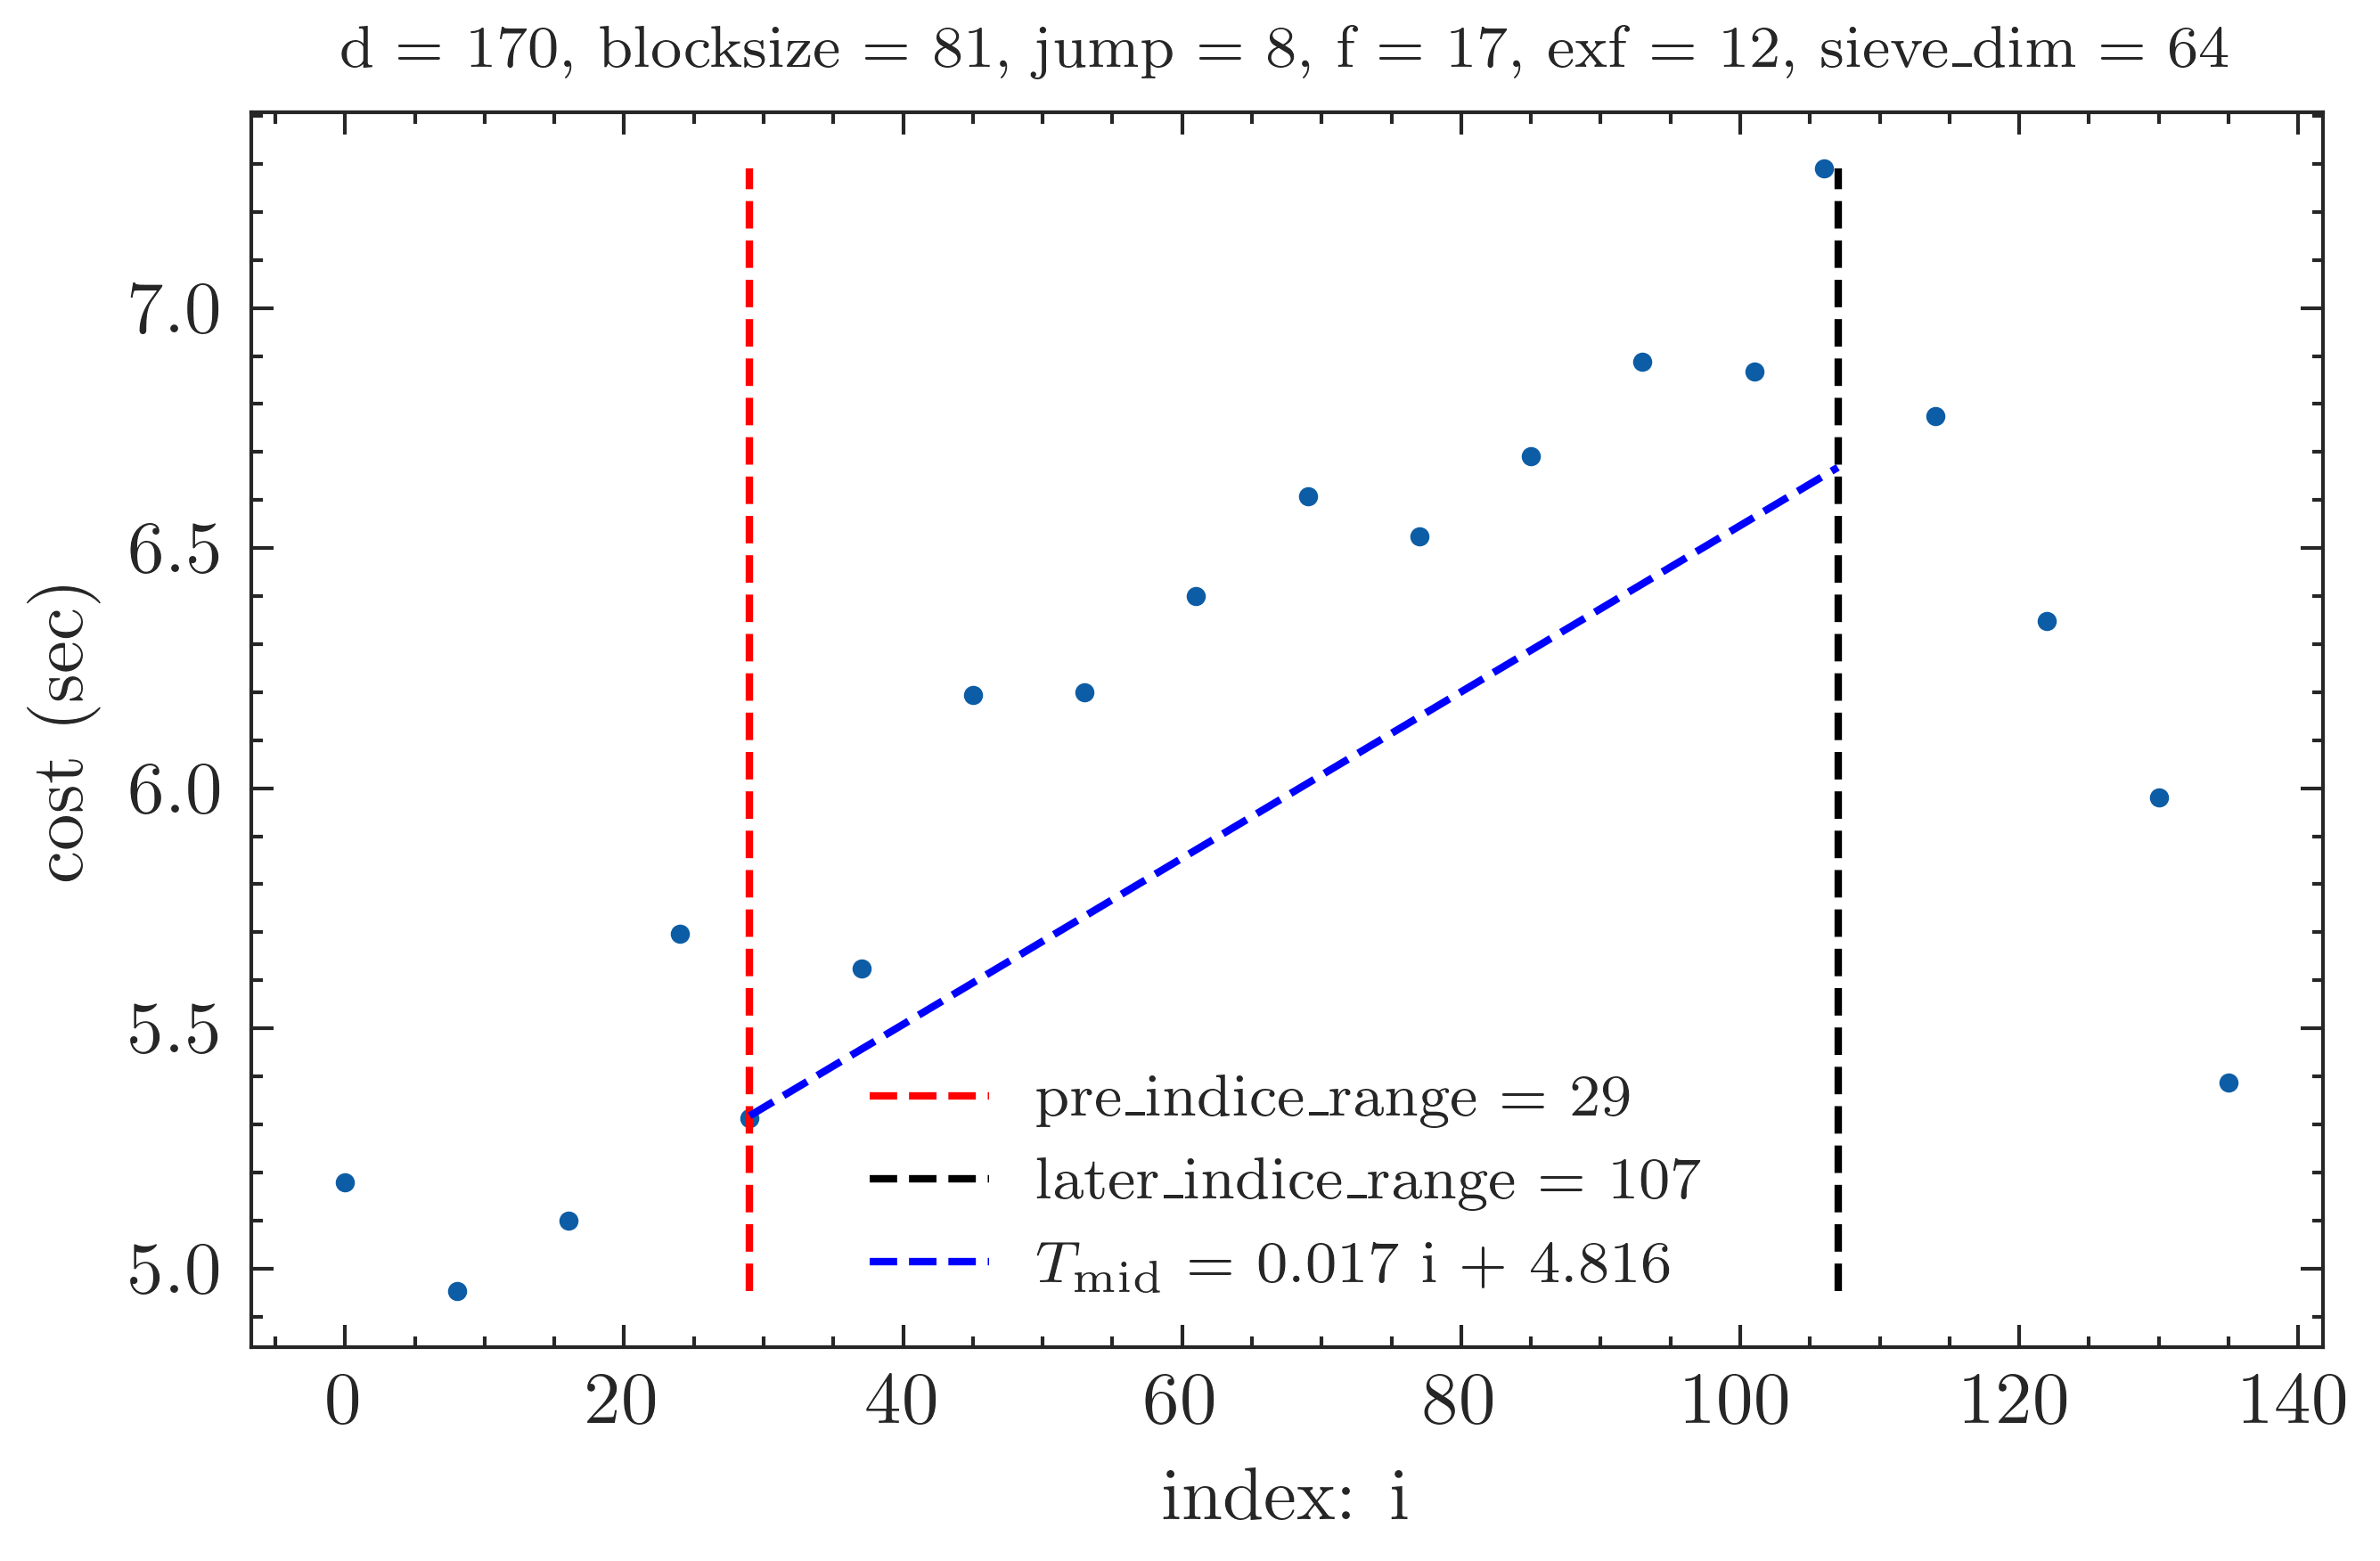 d = 170, blocksize = 81, jump = 8, f = 17, exf = 12, sieve_dim = 64
7.0
6.5
6.0
5.5
5.0
cost (sec)
pre_indice_range = 29
later_indice_range = 107
T_mid = 0.017 i + 4.816
0 20 40 60 80 100 120 140
index: i